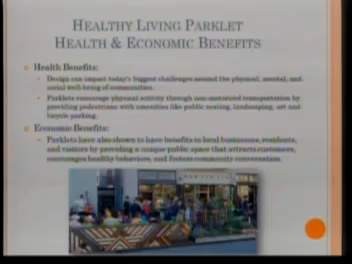 HEALTHY LIVING PARKLET
HEALTH & ECONOMIC BENEFITS
Health Benefits:
Design can impact today's biggest challenges around the physical, mental, and
social well-being of communities.
Parklets encourage physical activity through non-motorized transportation by
providing pedestrians with amenities like public seating, landscaping, art and
bicycle parking.
Economic Benefits:
Parklets have also shown to have benefits to local businesses, residents,
and visitors by providing a unique public space that attracts customers,
encourages healthy behaviors, and fosters community conversation.